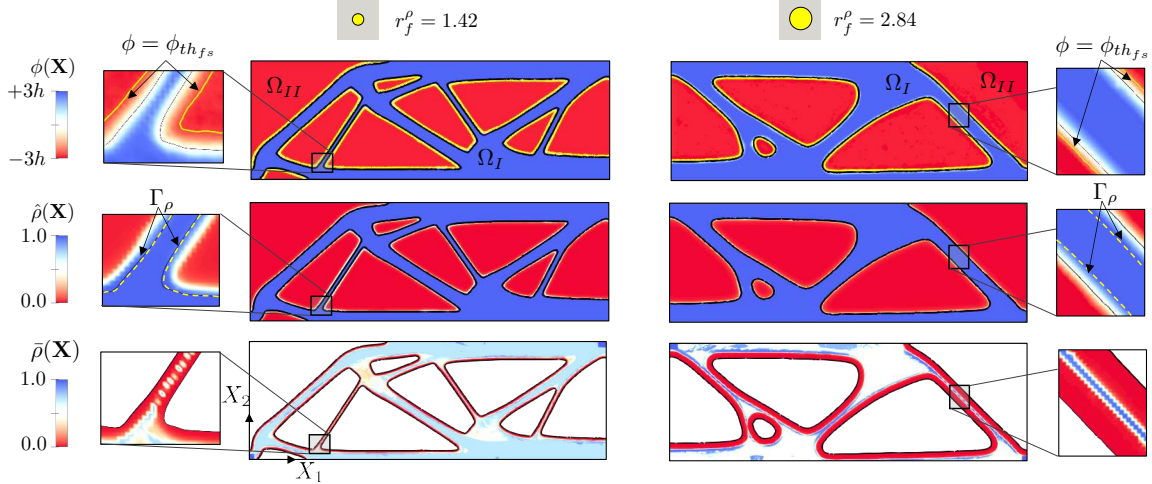 r_f^ρ = 1.42
r_f^ρ = 2.84
ϕ = ϕ_{th_{fs}}
ϕ(X)
+3h
−3h
Ω_{II}
Ω_I
Ω_I
Ω_{II}
ϕ = ϕ_{th_{fs}}
ρ̂(X)
1.0
0.0
Γ_ρ
Γ_ρ
ρ̄(X)
1.0
0.0
X_2
X_1